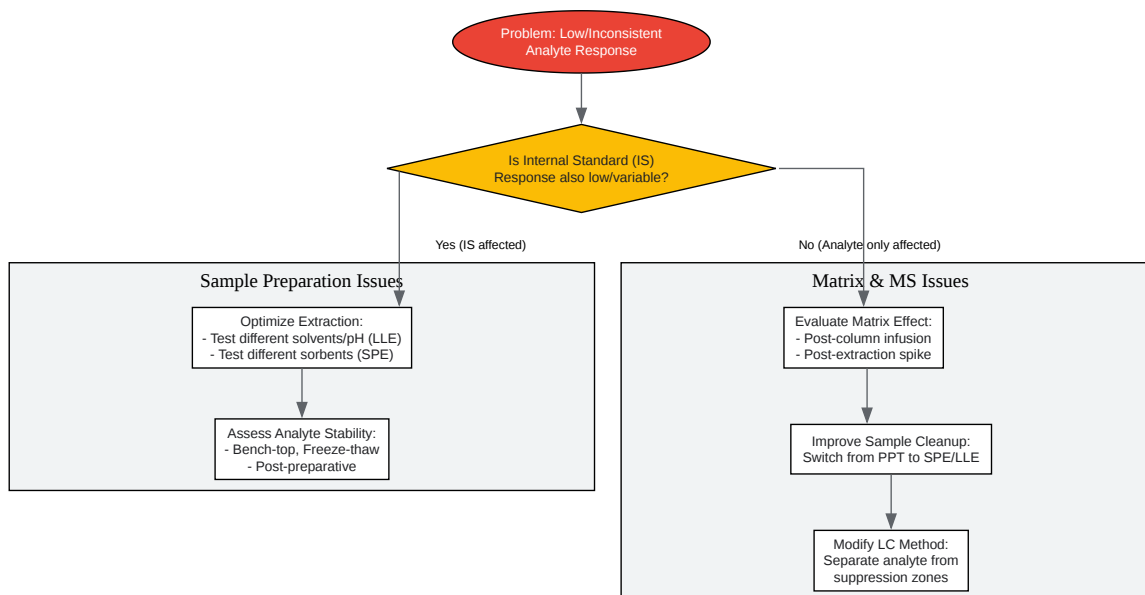 Problem: Low/Inconsistent
Analyte Response
Is Internal Standard (IS)
Response also low/variable?
Yes (IS affected)
No (Analyte only affected)
Sample Preparation Issues
Optimize Extraction:
- Test different solvents/pH (LLE)
- Test different sorbents (SPE)
Assess Analyte Stability:
- Bench-top, Freeze-thaw
- Post-preparative
Matrix & MS Issues
Evaluate Matrix Effect:
- Post-column infusion
- Post-extraction spike
Improve Sample Cleanup:
Switch from PPT to SPE/LLE
Modify LC Method:
Separate analyte from
suppression zones